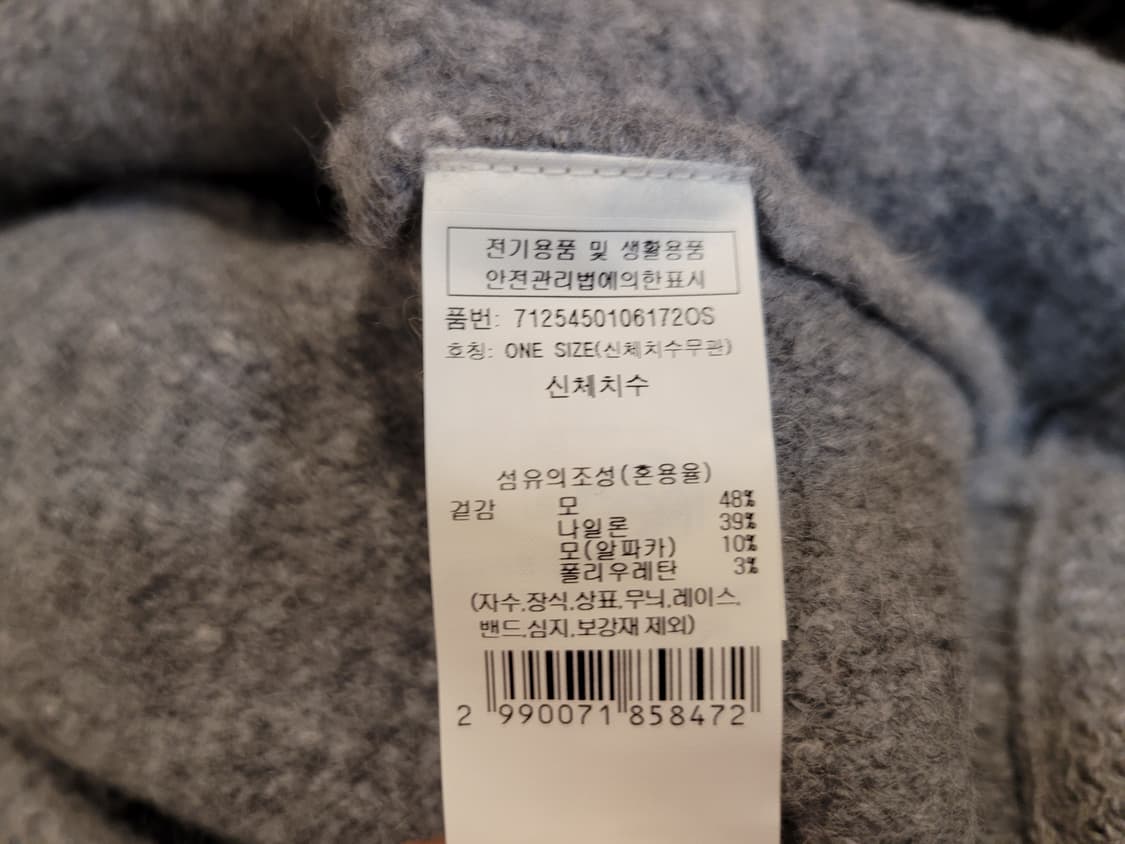 전기용품 및 생활용품
안전관리법에의한표시
품번: 7125450106172OS
호칭: ONE SIZE(신체치수무관)
신체치수
섬유의조성(혼용율)
겉감 모 48%
나일론 39%
모(알파카) 10%
폴리우레탄 3%
(자수.장식.상표.무늬.레이스.
밴드.심지.보강재 제외)
2 990071 858472